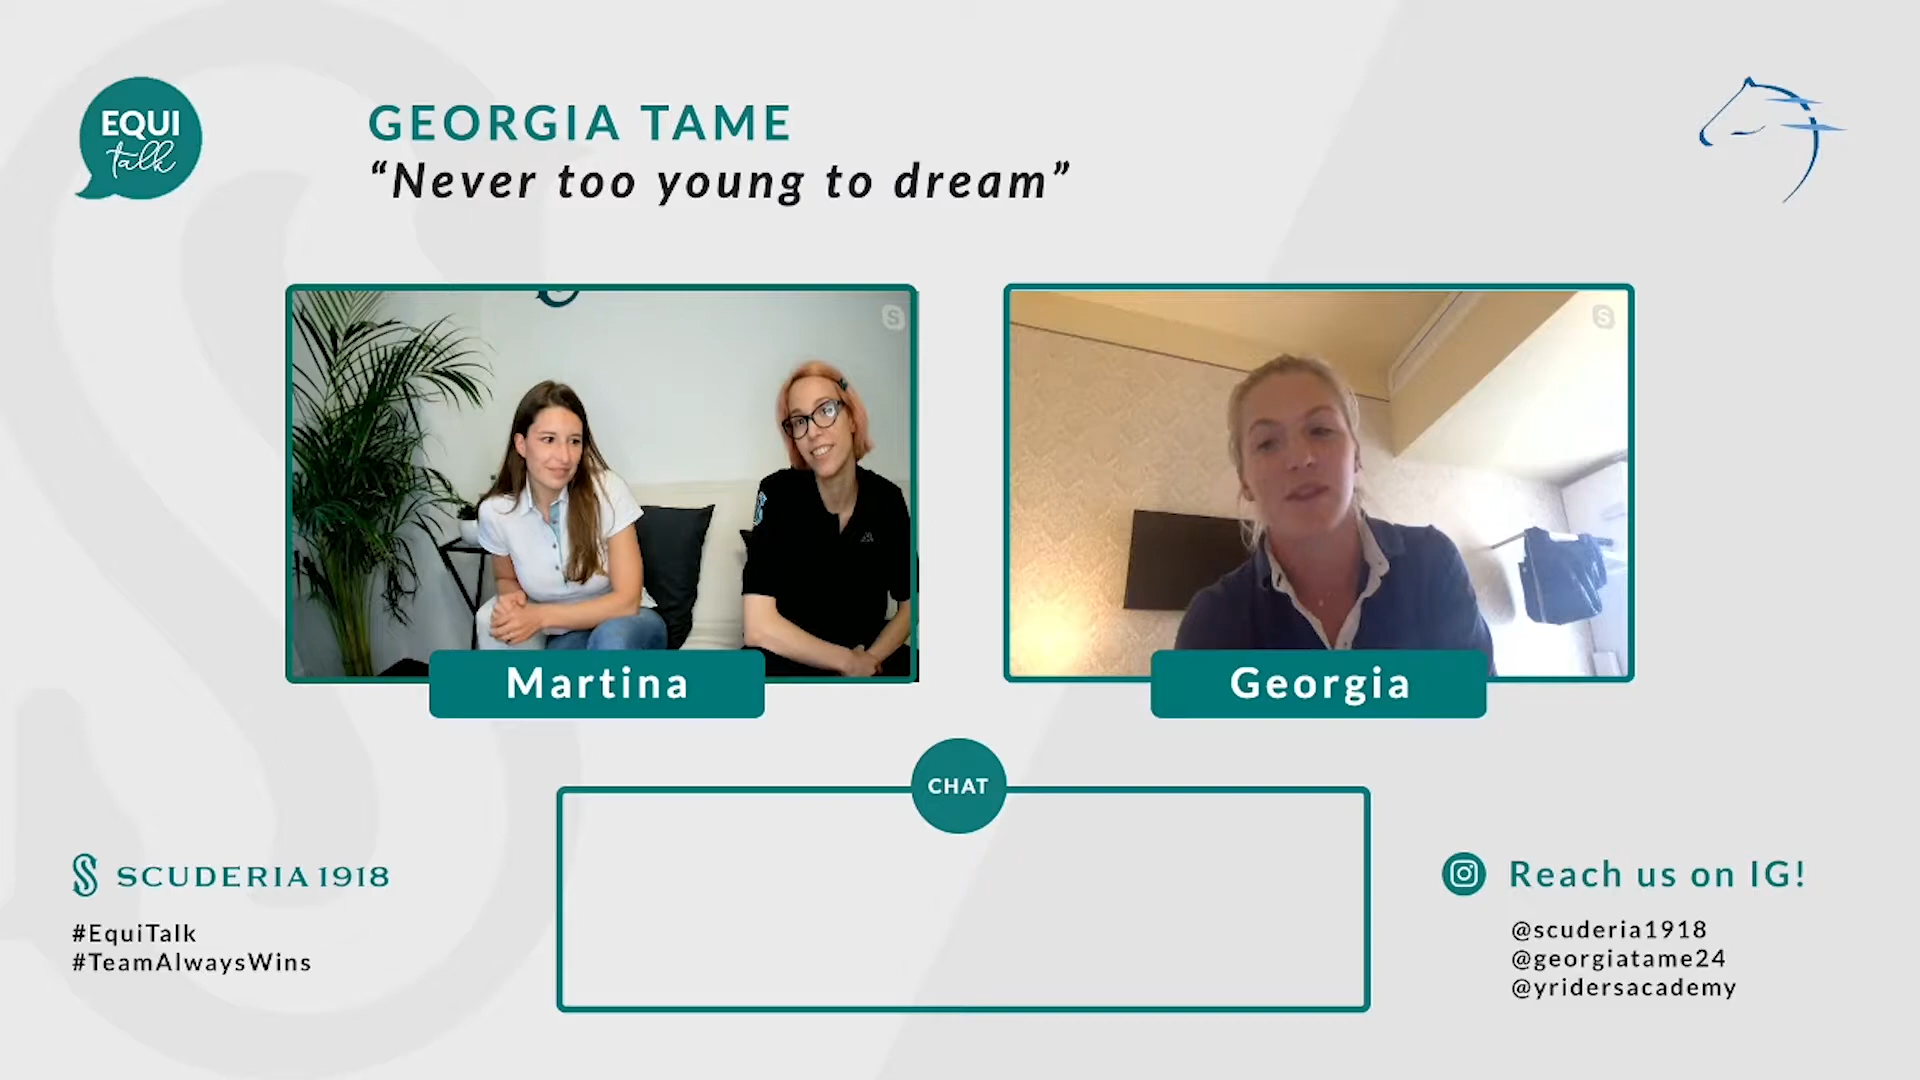 EQUI
talk
GEORGIA TAME
“Never too young to dream”
S
S
Martina
Georgia
CHAT
SCUDERIA 1918
#EquiTalk
#TeamAlwaysWins
Reach us on IG!
@scuderia1918
@georgiatame24
@yridersacademy